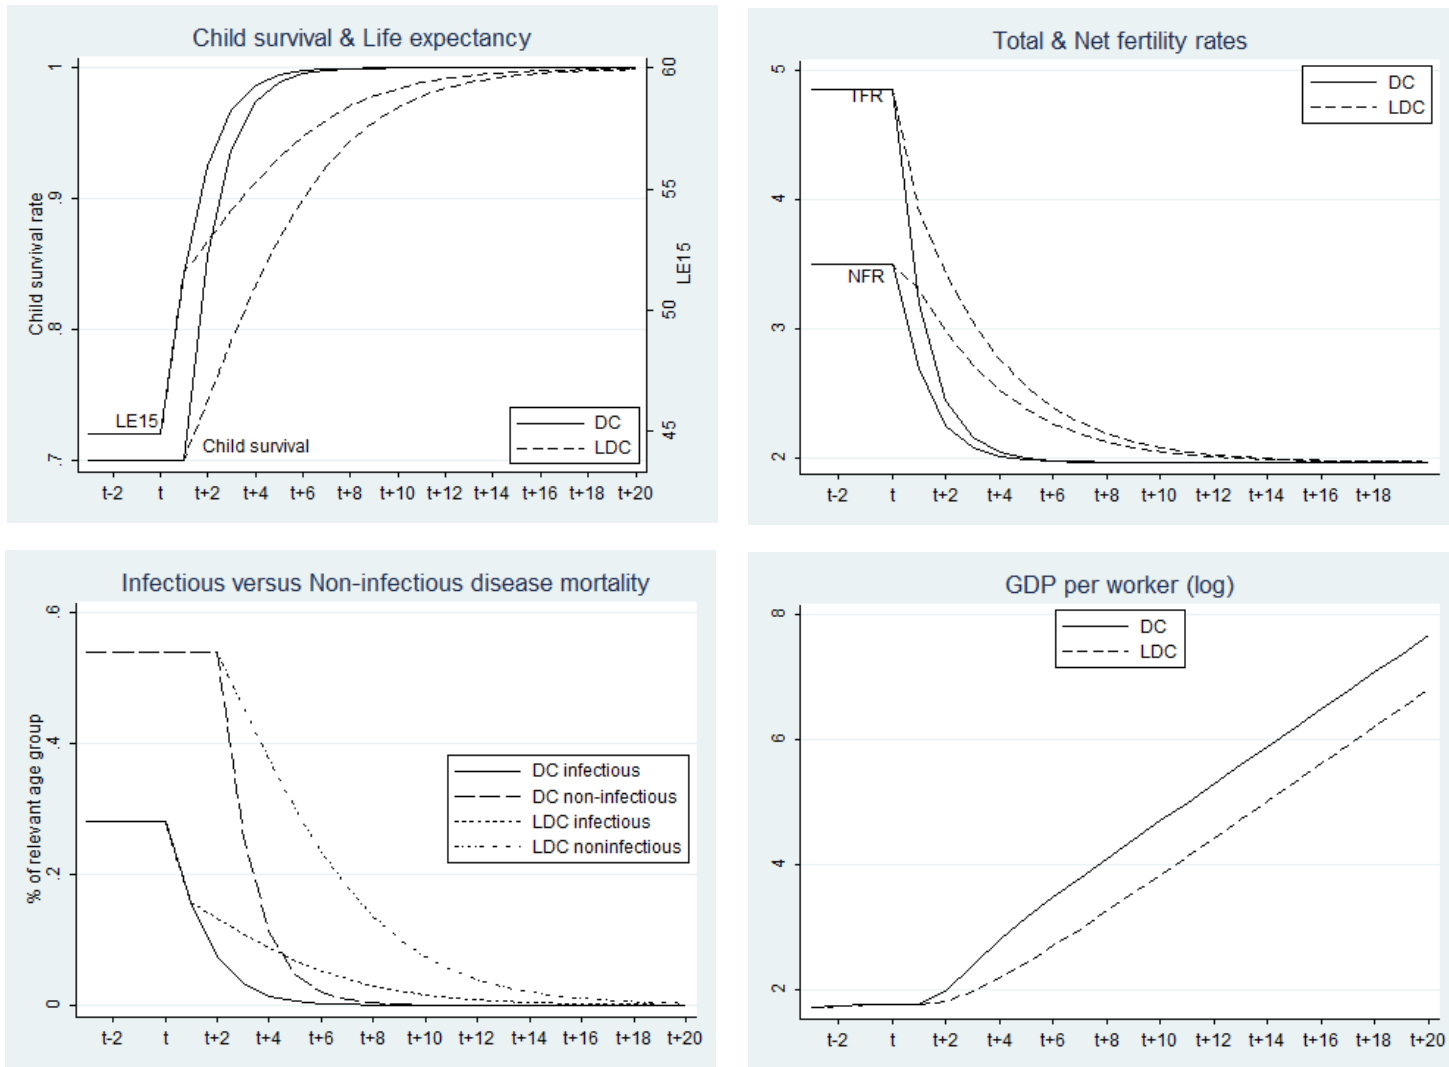 Child survival & Life expectancy
1
.9
.8
.7
Child survival rate
60
55
50
45
LE15
LE15
Child survival
DC
LDC
t-2 t t+2 t+4 t+6 t+8 t+10 t+12 t+14 t+16 t+18 t+20
Total & Net fertility rates
5
4
3
2
TFR
NFR
DC
LDC
t-2 t t+2 t+4 t+6 t+8 t+10 t+12 t+14 t+16 t+18
Infectious versus Non-infectious disease mortality
.6
.4
.2
0
% of relevant age group
DC infectious
DC non-infectious
LDC infectious
LDC noninfectious
t-2 t t+2 t+4 t+6 t+8 t+10 t+12 t+14 t+16 t+18 t+20
GDP per worker (log)
8
6
4
2
DC
LDC
t-2 t t+2 t+4 t+6 t+8 t+10 t+12 t+14 t+16 t+18 t+20